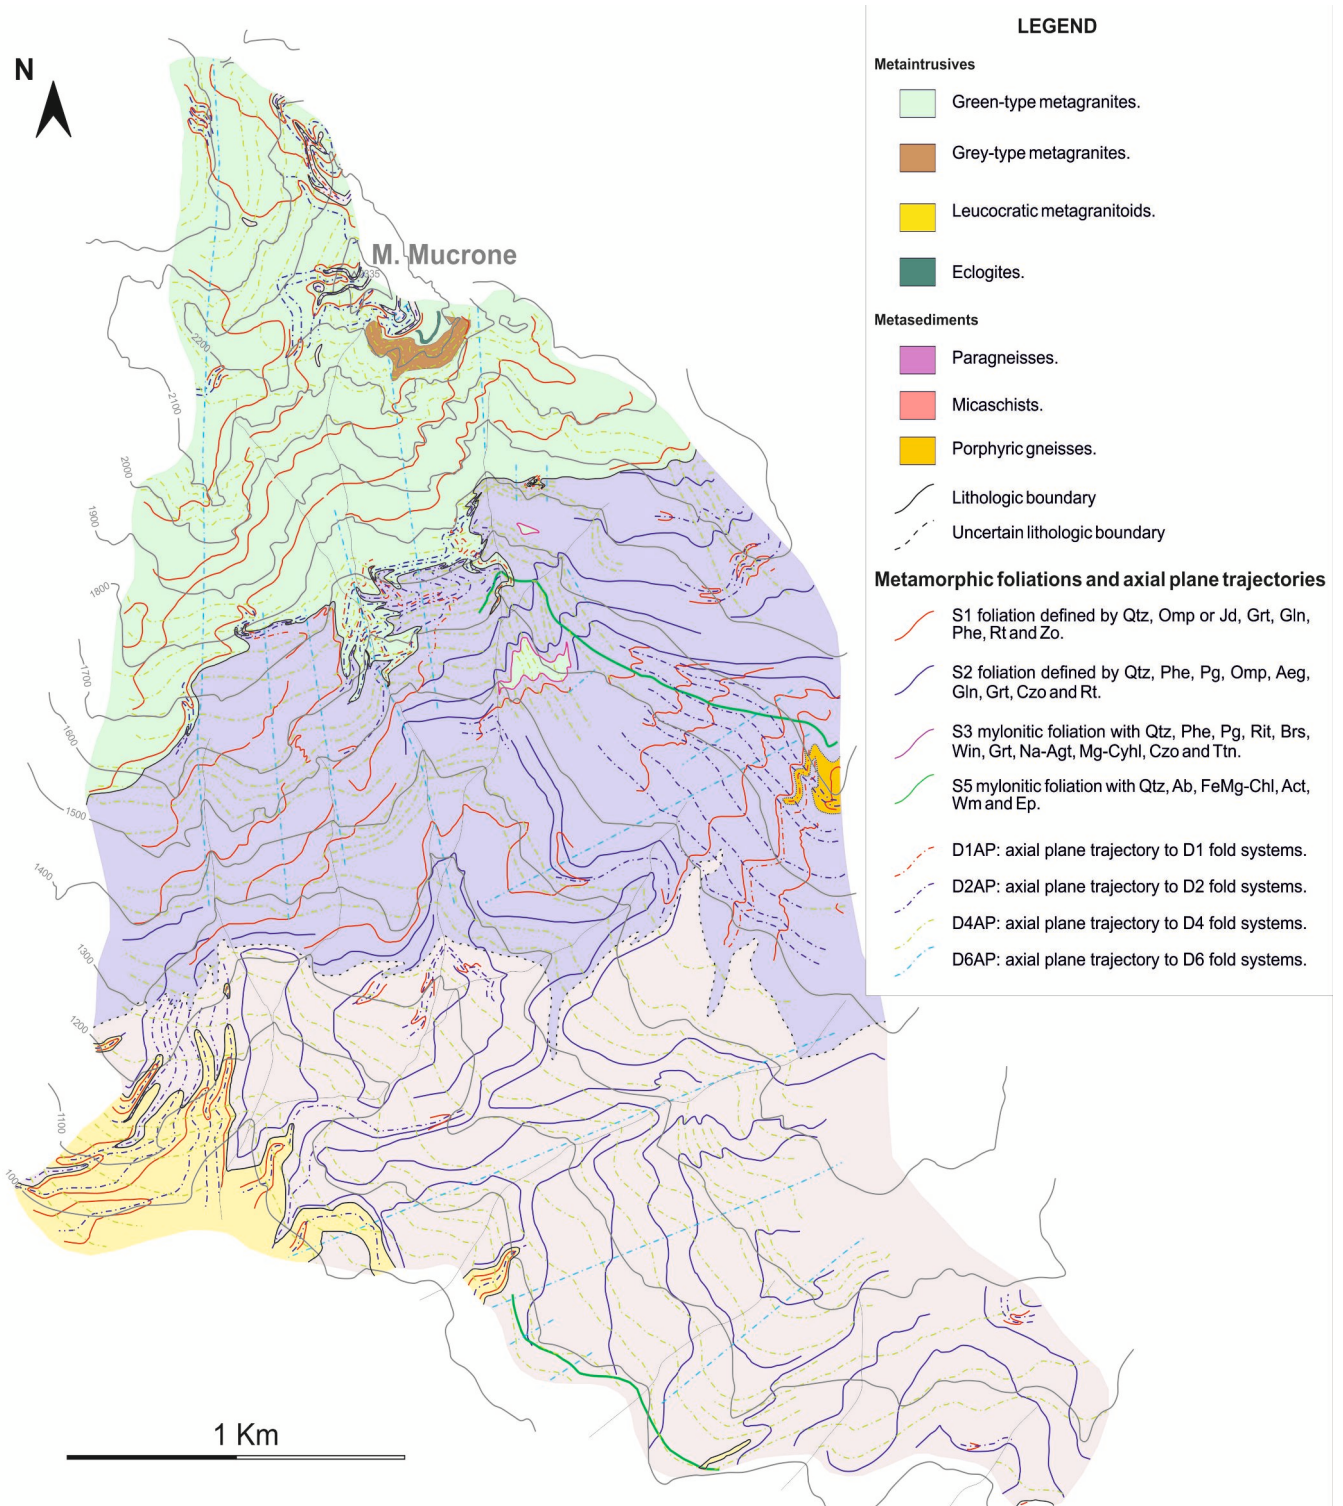 N
M. Mucrone
2200
2100
2000
1900
1800
1700
1600
1500
1400
1300
1200
1100
1 Km
LEGEND
Metaintrusives
Green-type metagranites.
Grey-type metagranites.
Leucocratic metagranitoids.
Eclogites.
Metasediments
Paragneisses.
Micaschists.
Porphyric gneisses.
Lithologic boundary
Uncertain lithologic boundary
Metamorphic foliations and axial plane trajectories
S1 foliation defined by Qtz, Omp or Jd, Grt, Gln,
Phe, Rt and Zo.
S2 foliation defined by Qtz, Phe, Pg, Omp, Aeg,
Gln, Grt, Czo and Rt.
S3 mylonitic foliation with Qtz, Phe, Pg, Rit, Brs,
Win, Grt, Na-Agt, Mg-Cyhl, Czo and Ttn.
S5 mylonitic foliation with Qtz, Ab, FeMg-Chl, Act,
Wm and Ep.
D1AP: axial plane trajectory to D1 fold systems.
D2AP: axial plane trajectory to D2 fold systems.
D4AP: axial plane trajectory to D4 fold systems.
D6AP: axial plane trajectory to D6 fold systems.